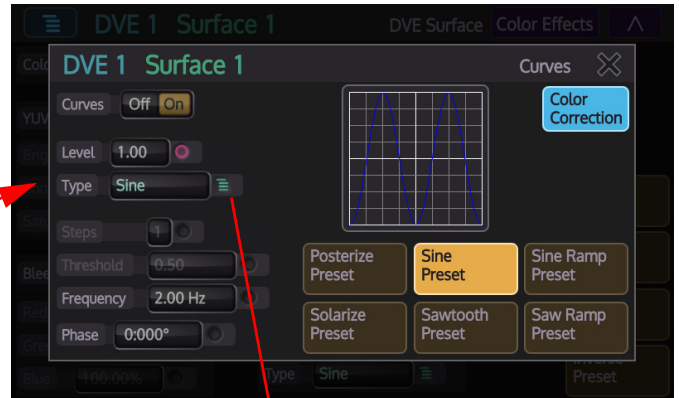 DVE 1 Surface 1 DVE Surface Color Effects
DVE 1 Surface 1 Curves
Curves Off On
Color
Correction
YUV
Level 1.00
Type Sine
Steps 1
Threshold 0.50
Frequency 2.00 Hz
Phase 0:000°
Posterize
Preset
Sine
Preset
Sine Ramp
Preset
Solarize
Preset
Sawtooth
Preset
Saw Ramp
Preset
Blue 100.00% Type Sine
Inverse
Preset